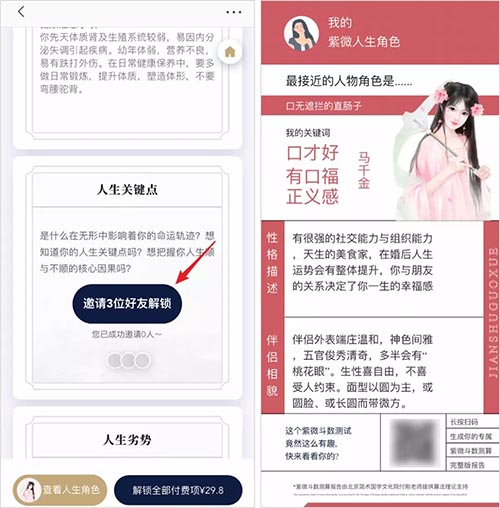 你先天体质肾及生殖系统较弱。易因内分
泌失调引起疾病。幼年体弱，营养不良，
易有跌打外伤。在日常健康保养中，要多
做日常锻炼，提升体质，塑造体形，不要
弯腰驼背。
人生关键点
是什么在无形中影响着你的命运轨迹？想
知道你的人生关键点吗？想把握你人生顺
与不顺的核心因果吗？
邀请3位好友解锁
您已成功邀请0人~
人生劣势
查看人生角色
解锁全部付费项¥29.8
我的
紫微人生角色
最接近的人物角色是......
口无遮拦的直肠子
我的关键词
口才好
有口福
正义感
马千金
性格描述
有很强的社交能力与组织能力
，天生的美食家，在婚后人生
运势会有整体提升，你与朋友
的关系决定了你一生的幸福感
JIANSHUGUOXUE
伴侣相貌
伴侣外表端庄温和，神色间雅
，五官俊秀清奇，多半会有“
桃花眼”。生性喜自由，不喜
受人约束。面型以圆为主，或
圆脸、或长圆而带微方。
这个紫微斗数测试
竟然这么有趣，
快来看看你的？
长按扫码
生成你的专属
紫微斗数测算
完整版报告
*紫微斗数测算报告由北京简术国学文化院付刚老师提供算法理论支持